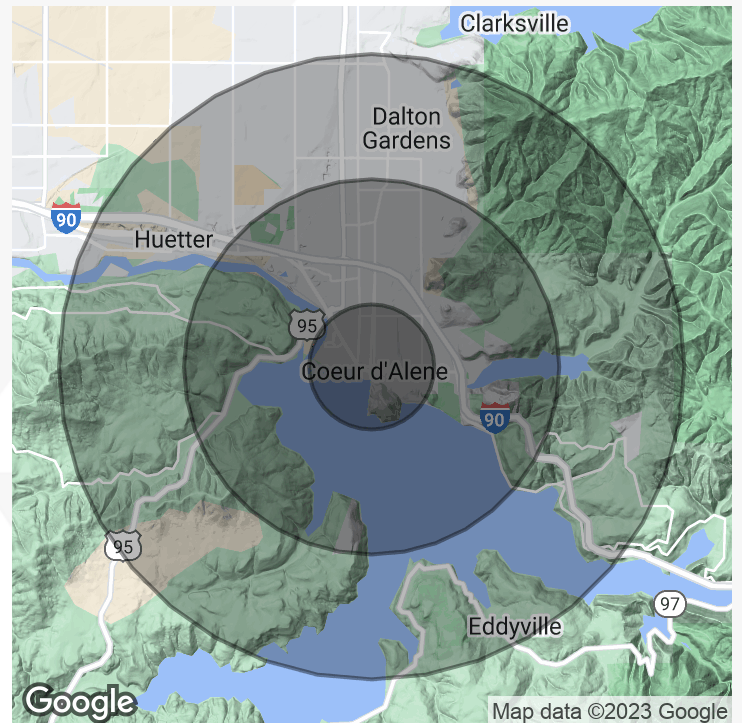 Clarksville
Dalton
Gardens
90
Huetter
95
Coeur d'Alene
90
95
97
Eddyville
Google
Map data ©2023 Google